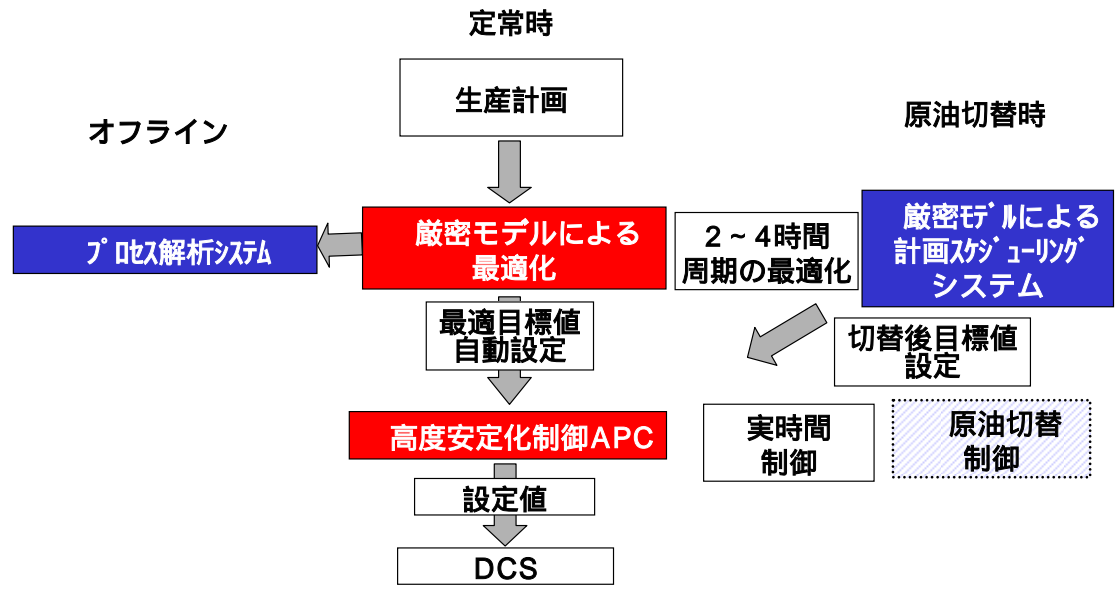 定常時
生産計画
オフライン
原油切替時
ﾌﾟﾛｾｽ解析ｼｽﾃﾑ
厳密モデルによる
最適化
2~4時間
周期の最適化
厳密ﾓﾃﾞﾙによる
計画ｽｹｼﾞｭｰﾘﾝｸﾞ
システム
最適目標値
自動設定
切替後目標値
設定
高度安定化制御APC
実時間
制御
原油切替
制御
設定値
DCS